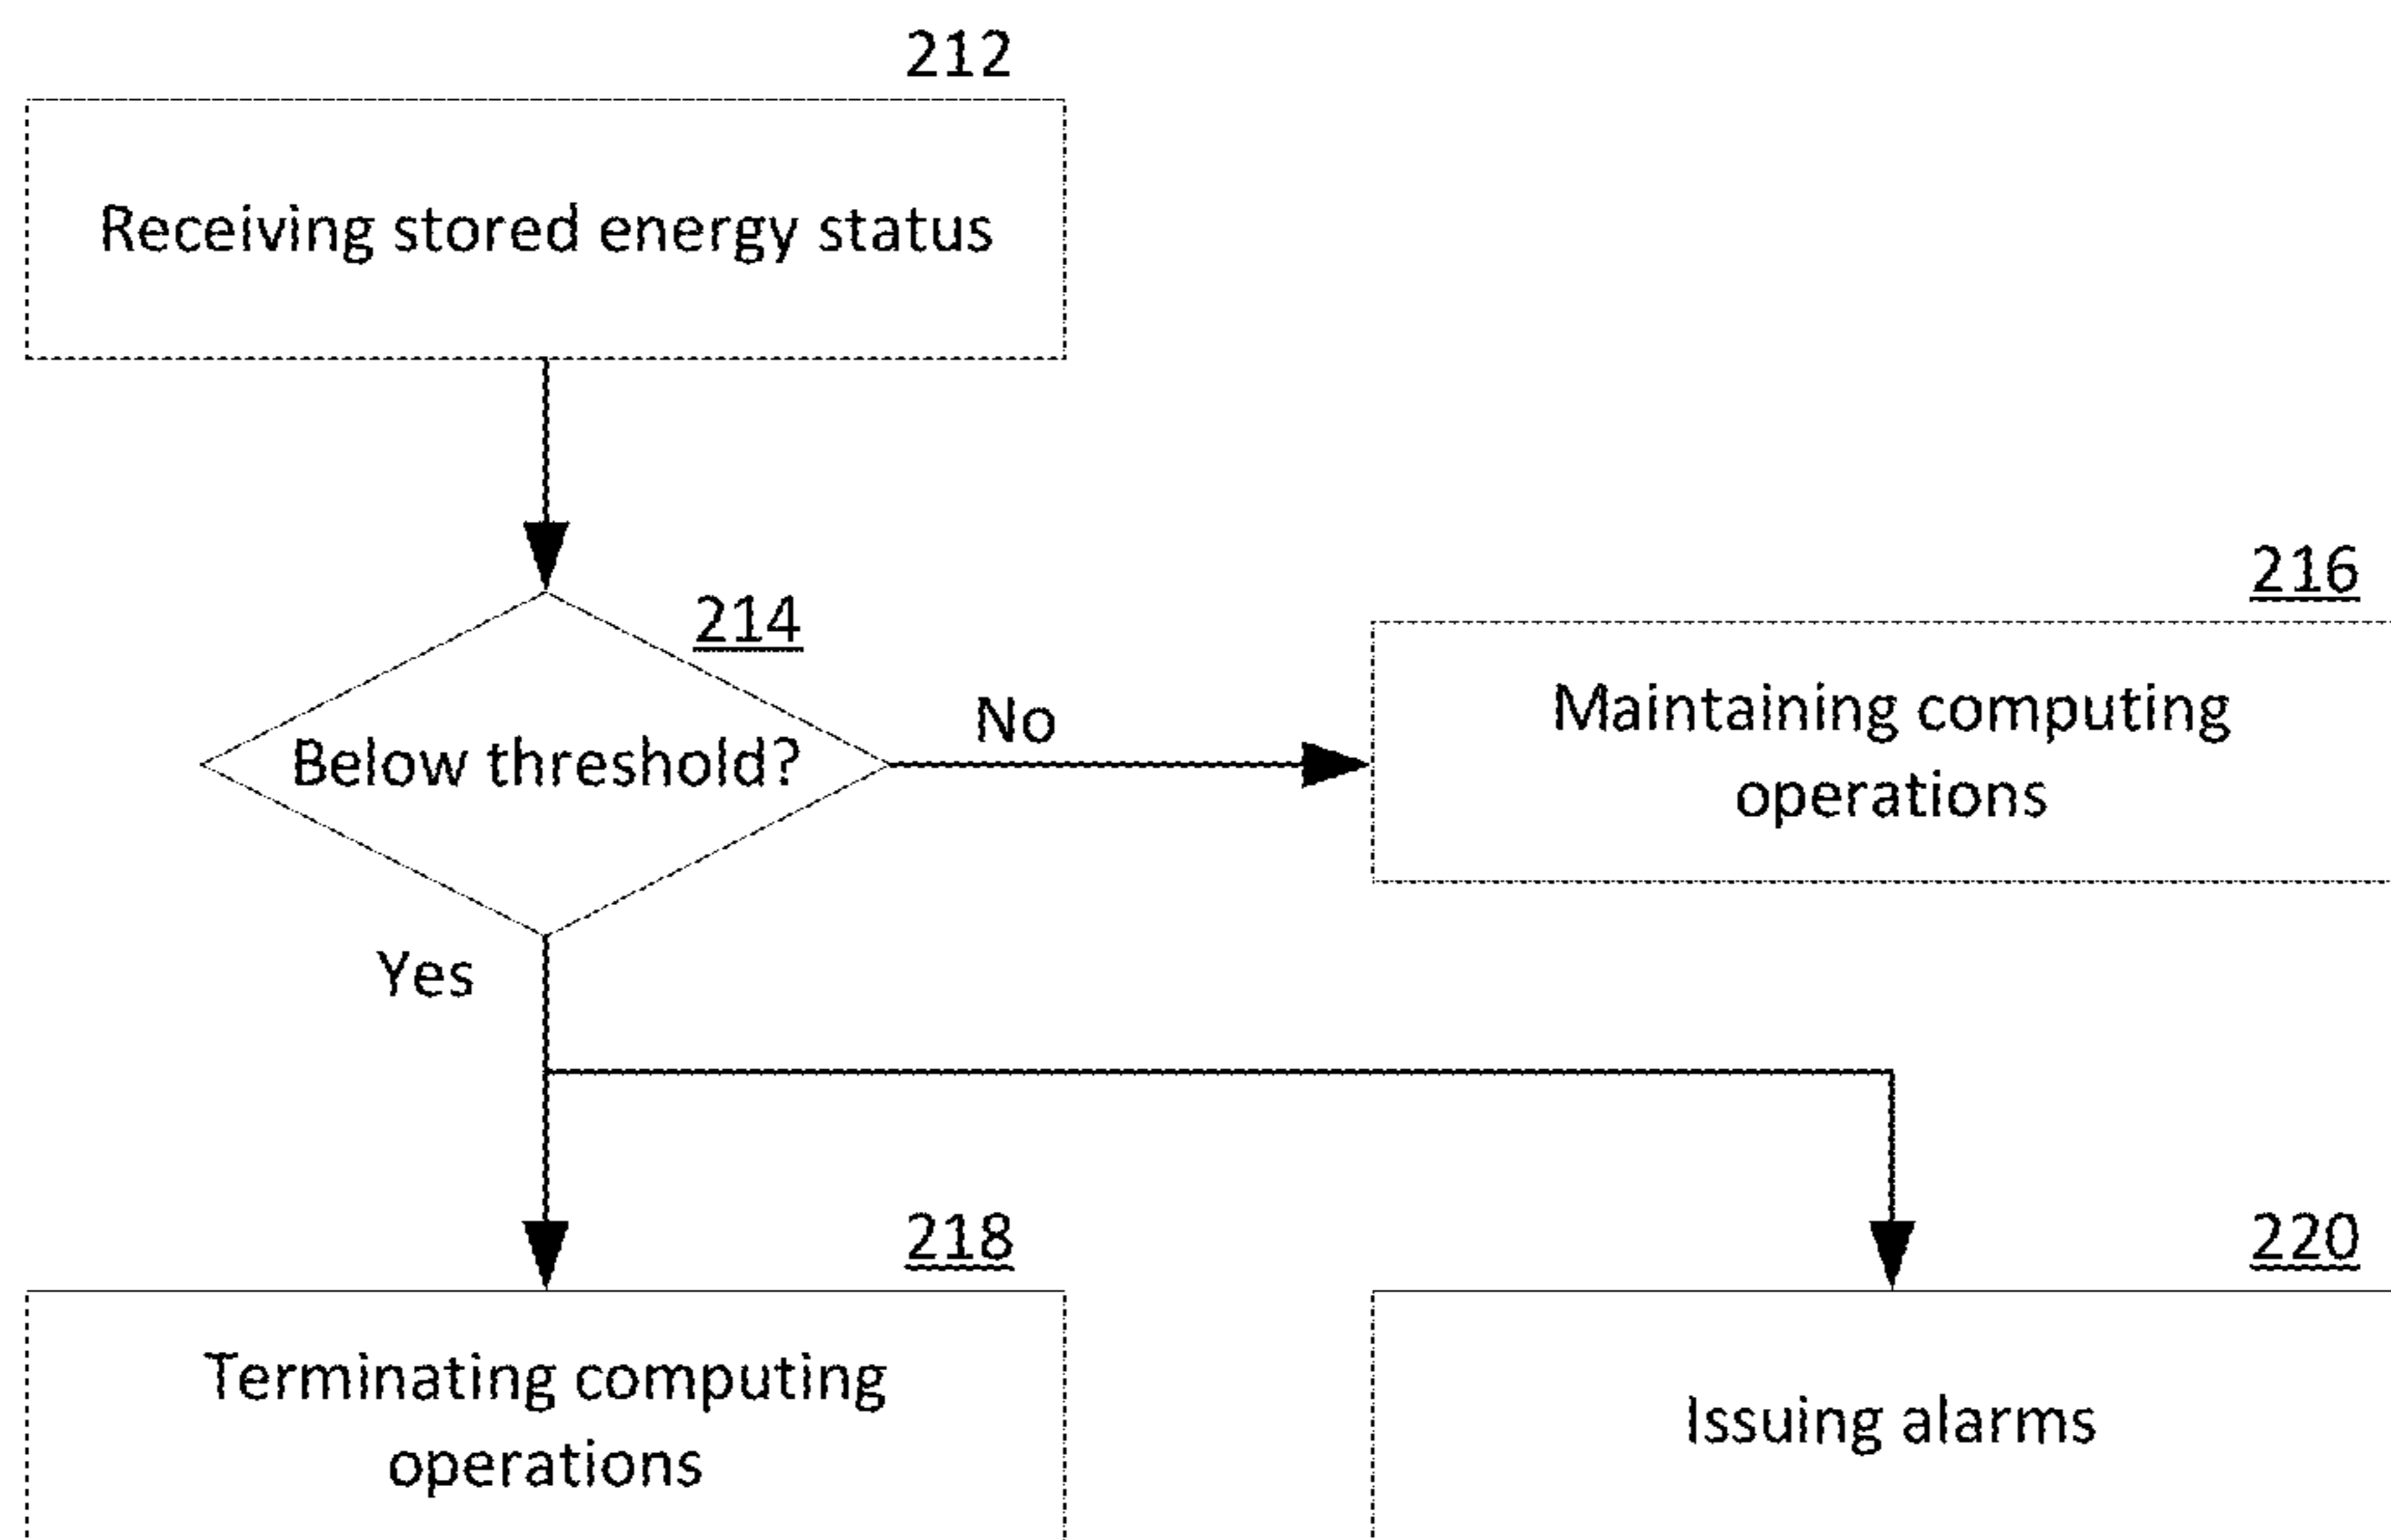 212
Receiving stored energy status
214
Below threshold?
No
216
Maintaining computing
operations
Yes
218
Terminating computing
operations
220
Issuing alarms